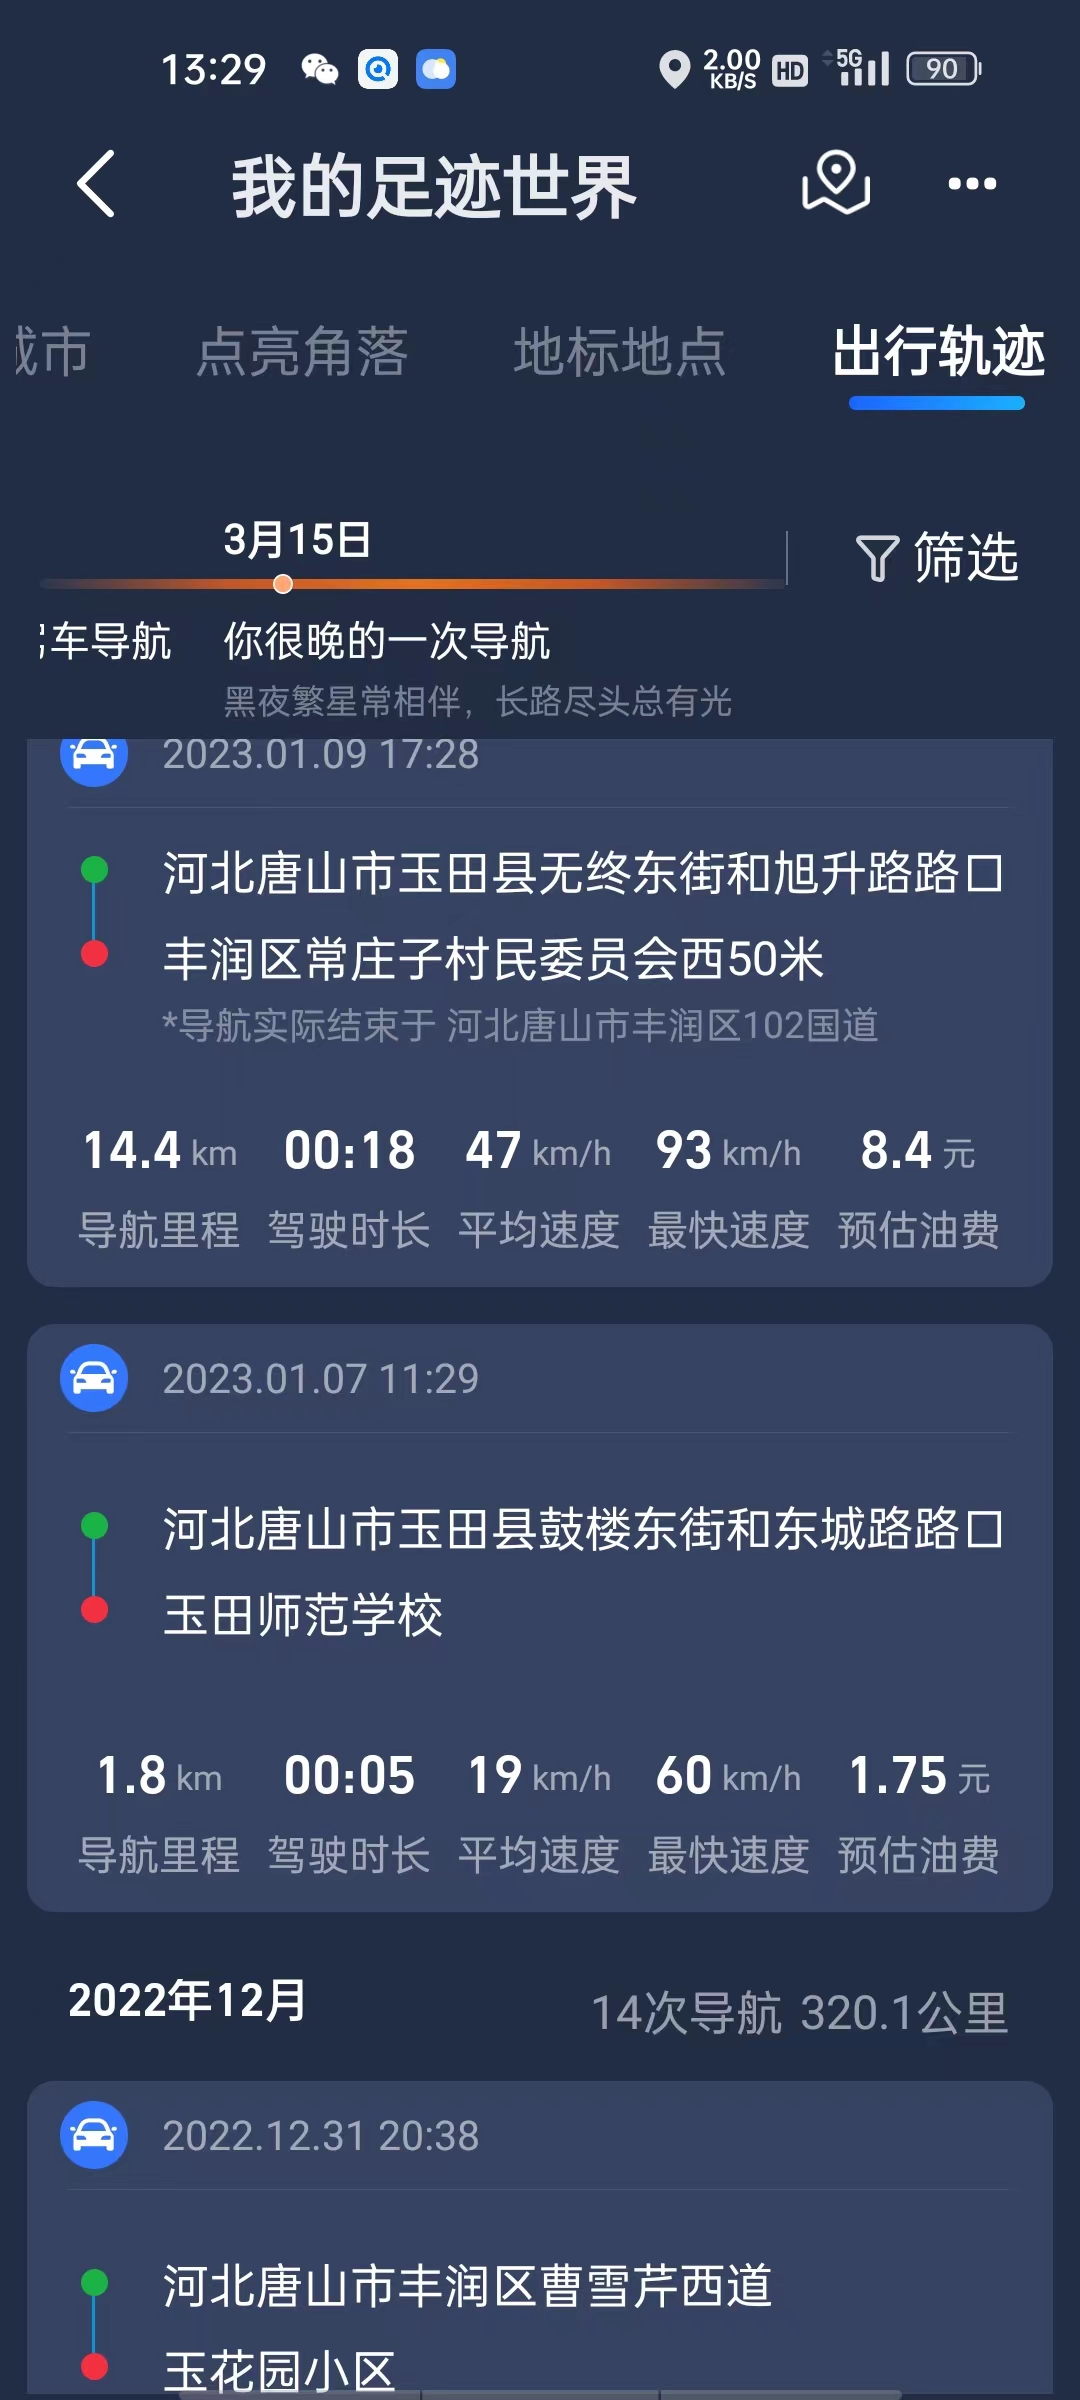 13:29 2.00 KB/S HD 5G 90
我的足迹世界
城市 点亮角落 地标地点 出行轨迹
3月15日
筛选
车导航 你很晚的一次导航
黑夜繁星常相伴，长路尽头总有光
2023.01.09 17:28
河北唐山市玉田县无终东街和旭升路路口
丰润区常庄子村民委员会西50米
*导航实际结束于 河北唐山市丰润区102国道
14.4 km 00:18 47 km/h 93 km/h 8.4 元
导航里程 驾驶时长 平均速度 最快速度 预估油费
2023.01.07 11:29
河北唐山市玉田县鼓楼东街和东城路路口
玉田师范学校
1.8 km 00:05 19 km/h 60 km/h 1.75 元
导航里程 驾驶时长 平均速度 最快速度 预估油费
2022年12月 14次导航 320.1公里
2022.12.31 20:38
河北唐山市丰润区曹雪芹西道
玉花园小区